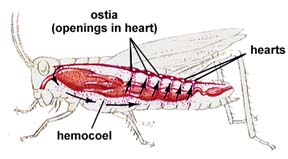 ostia
(openings in heart)
hearts
hemocoel